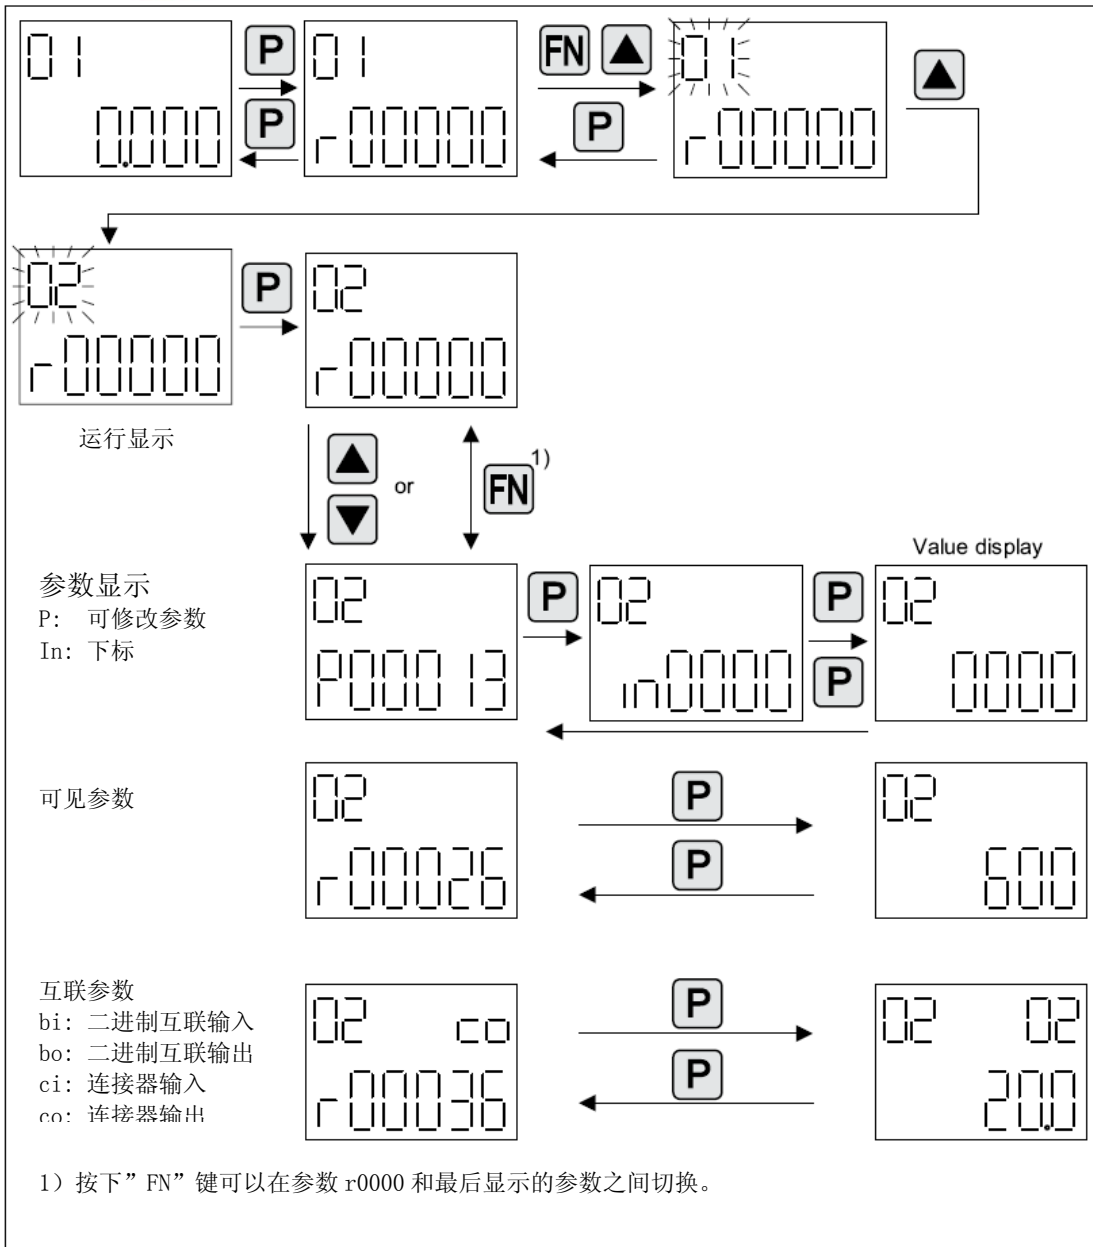 01 P 01 FN 01
0.000 P r00000 P r00000
02 P 02
r00000 r00000
运行显示
or FN 1)
Value display
参数显示
P: 可修改参数
In: 下标
02 P 02 P 02
P00013 in0000 P 0000
可见参数
02 P 02
r00026 P 600
互联参数
bi: 二进制互联输入
bo: 二进制互联输出
ci: 连接器输入
co: 连接器输出
02 co P 02 02
r00036 P 20.0
1) 按下”FN”键可以在参数 r0000 和最后显示的参数之间切换。